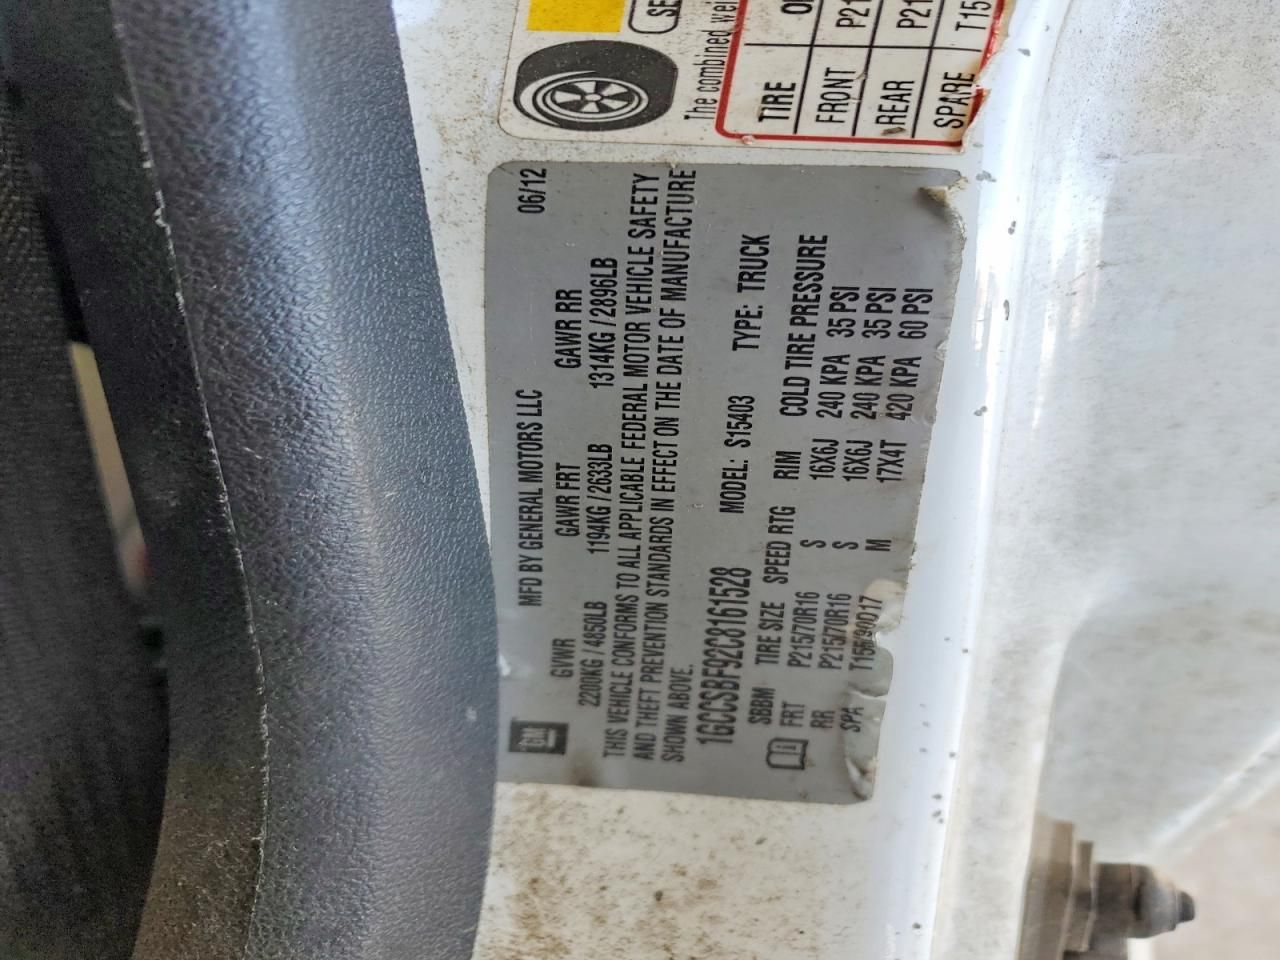 The combined wei
TIRE
FRONT P21
REAR P21
SPARE T15
GM
MFD BY GENERAL MOTORS LLC 06/12
GVWR GAWR FRT GAWR RR
2200KG / 4850LB 1194KG / 2633LB 1314KG / 2896LB
THIS VEHICLE CONFORMS TO ALL APPLICABLE FEDERAL MOTOR VEHICLE SAFETY
AND THEFT PREVENTION STANDARDS IN EFFECT ON THE DATE OF MANUFACTURE
SHOWN ABOVE.
1GCCSBF92C8161528 MODEL: S15403 TYPE: TRUCK
SBBM TIRE SIZE SPEED RTG RIM COLD TIRE PRESSURE
FRT P215/70R16 S 16X6J 240 KPA 35 PSI
RR P215/70R16 S 16X6J 240 KPA 35 PSI
SPA M 17X4T 420 KPA 60 PSI